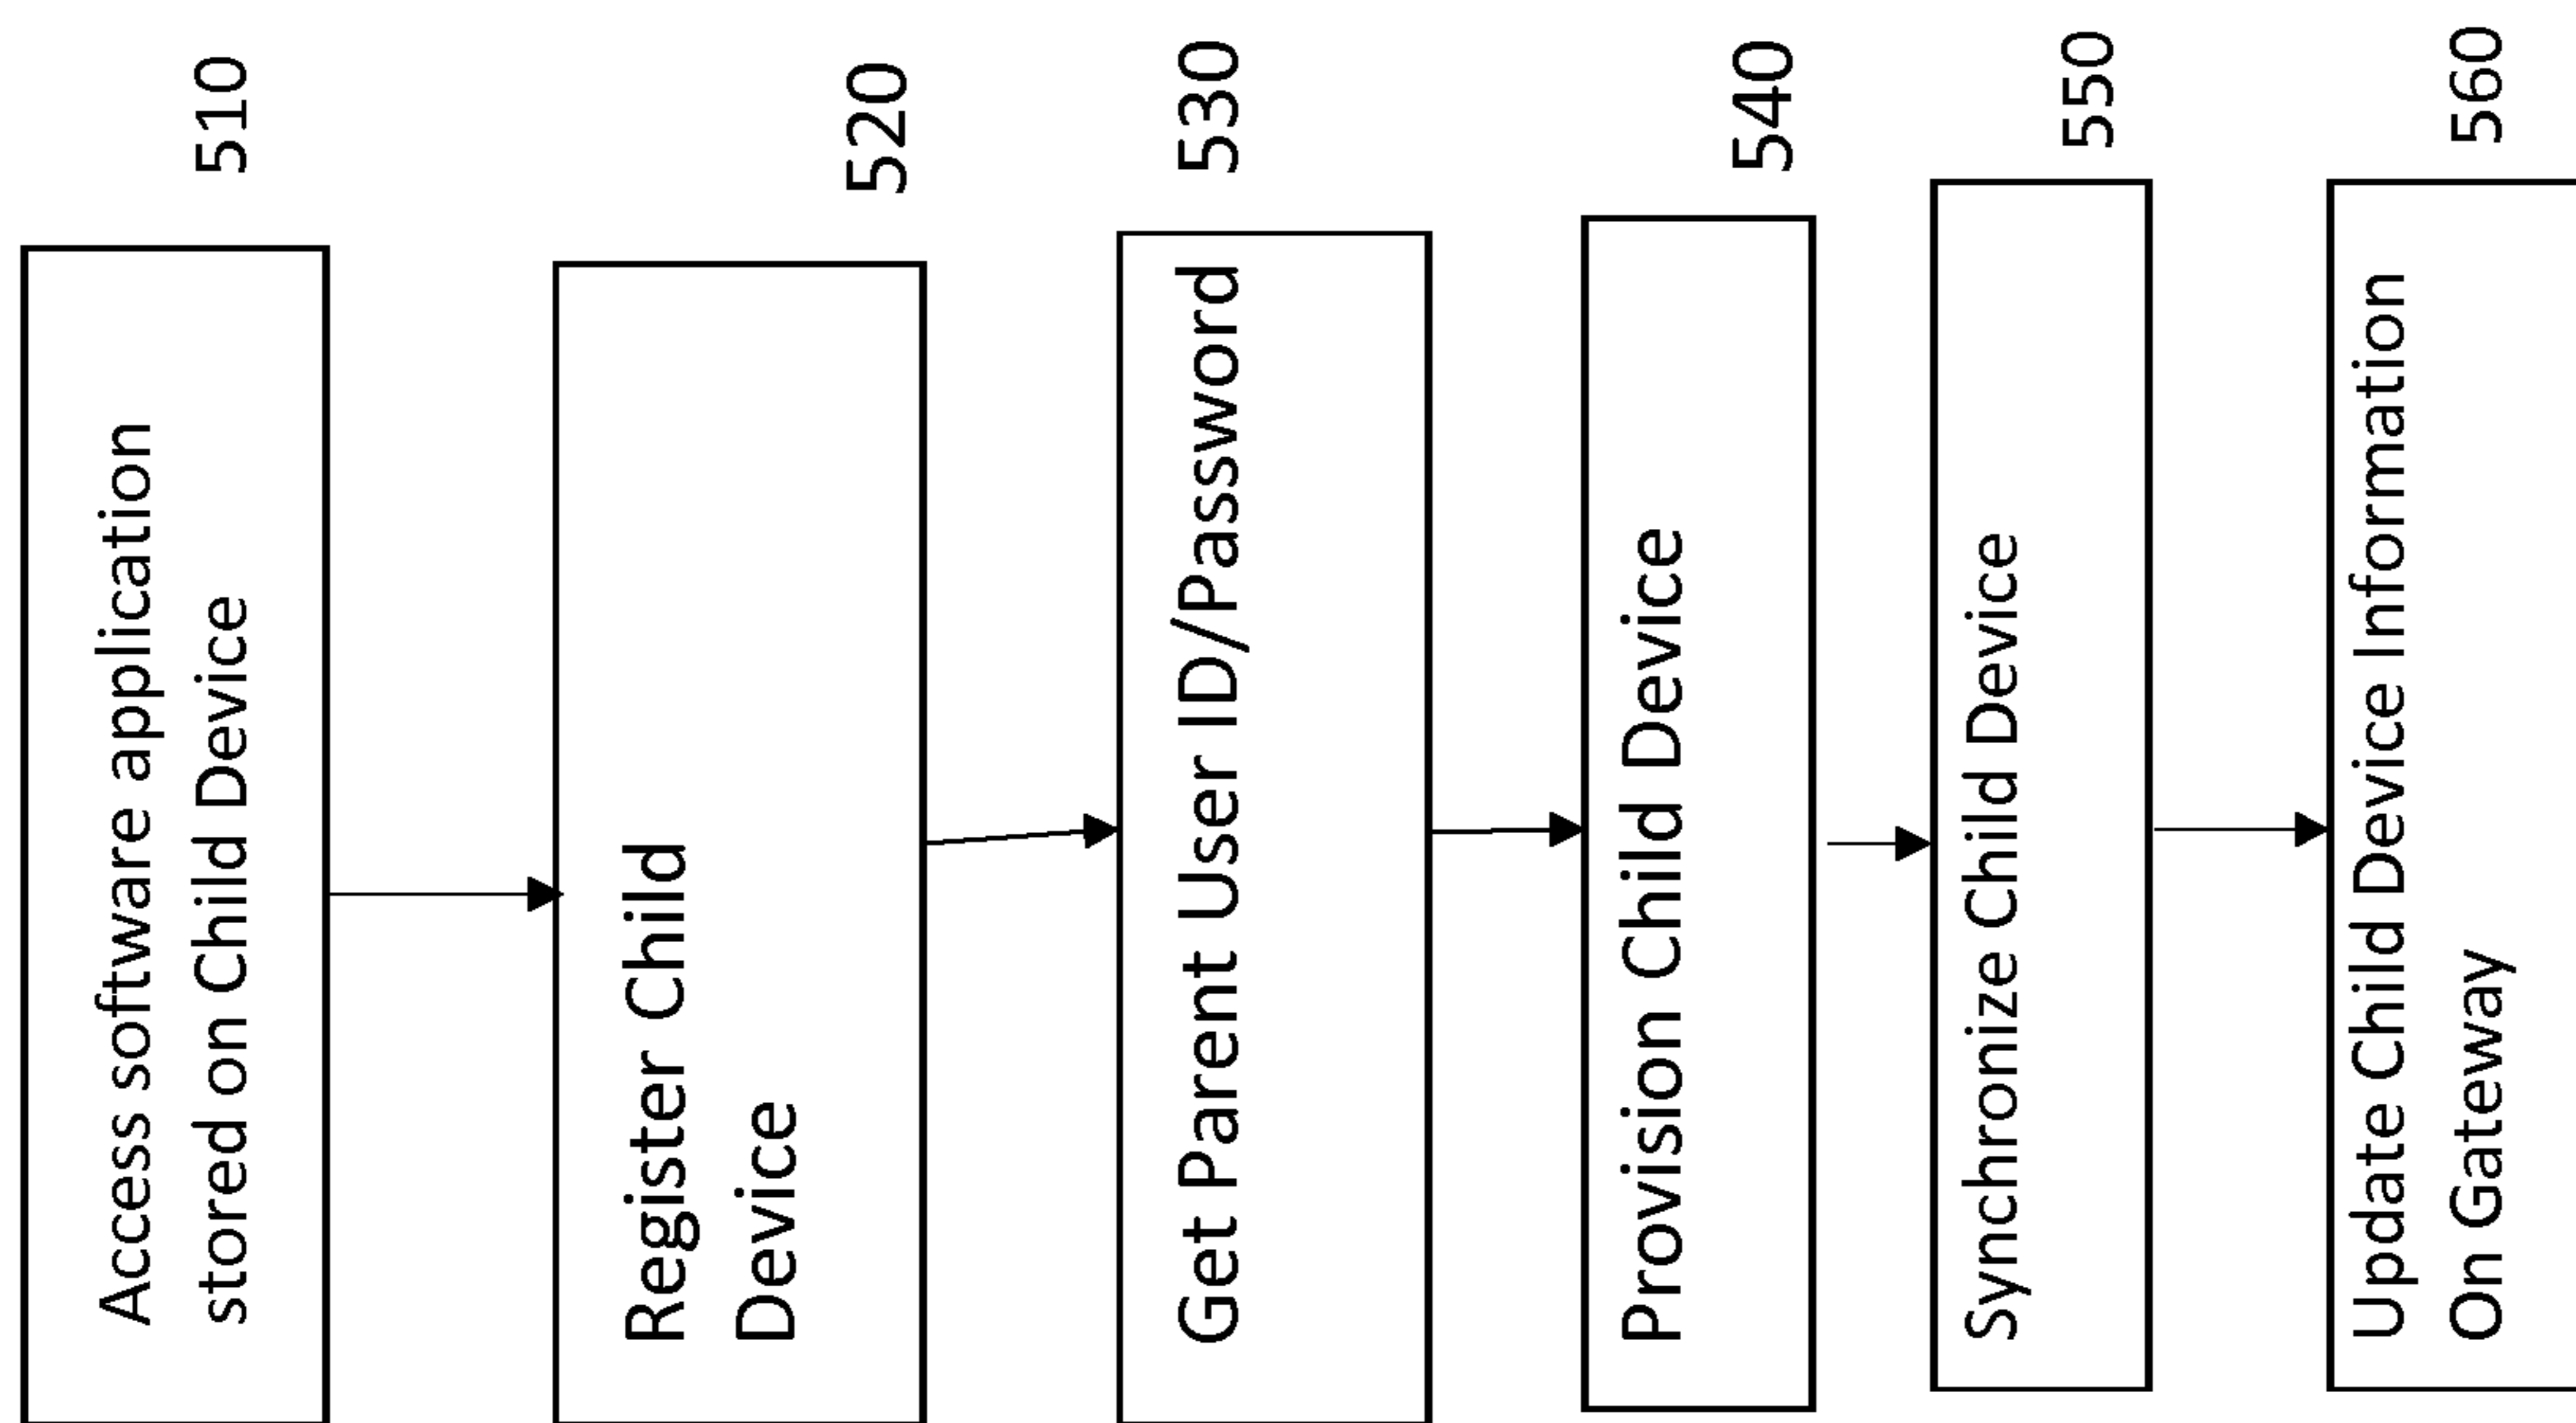 Access software application
stored on Child Device
510
Register Child
Device
520
Get Parent User ID/Password
530
Provision Child Device
540
Synchronize Child Device
550
Update Child Device Information
On Gateway
560